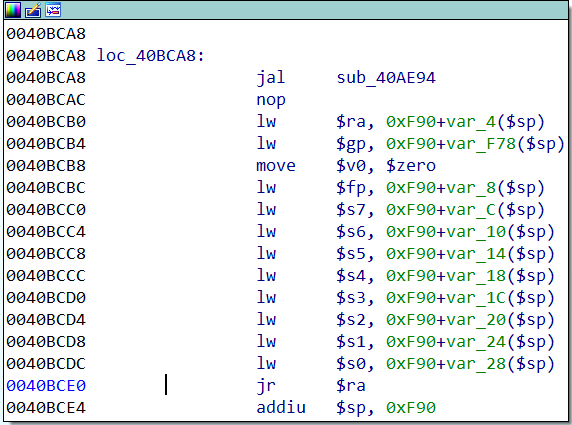 0040BCA8
0040BCA8 loc_40BCA8:
0040BCA8 jal sub_40AE94
0040BCAC nop
0040BCB0 lw $ra, 0xF90+var_4($sp)
0040BCB4 lw $gp, 0xF90+var_F78($sp)
0040BCB8 move $v0, $zero
0040BCBC lw $fp, 0xF90+var_8($sp)
0040BCC0 lw $s7, 0xF90+var_C($sp)
0040BCC4 lw $s6, 0xF90+var_10($sp)
0040BCC8 lw $s5, 0xF90+var_14($sp)
0040BCCC lw $s4, 0xF90+var_18($sp)
0040BCD0 lw $s3, 0xF90+var_1C($sp)
0040BCD4 lw $s2, 0xF90+var_20($sp)
0040BCD8 lw $s1, 0xF90+var_24($sp)
0040BCDC lw $s0, 0xF90+var_28($sp)
0040BCE0 jr $ra
0040BCE4 addiu $sp, 0xF90